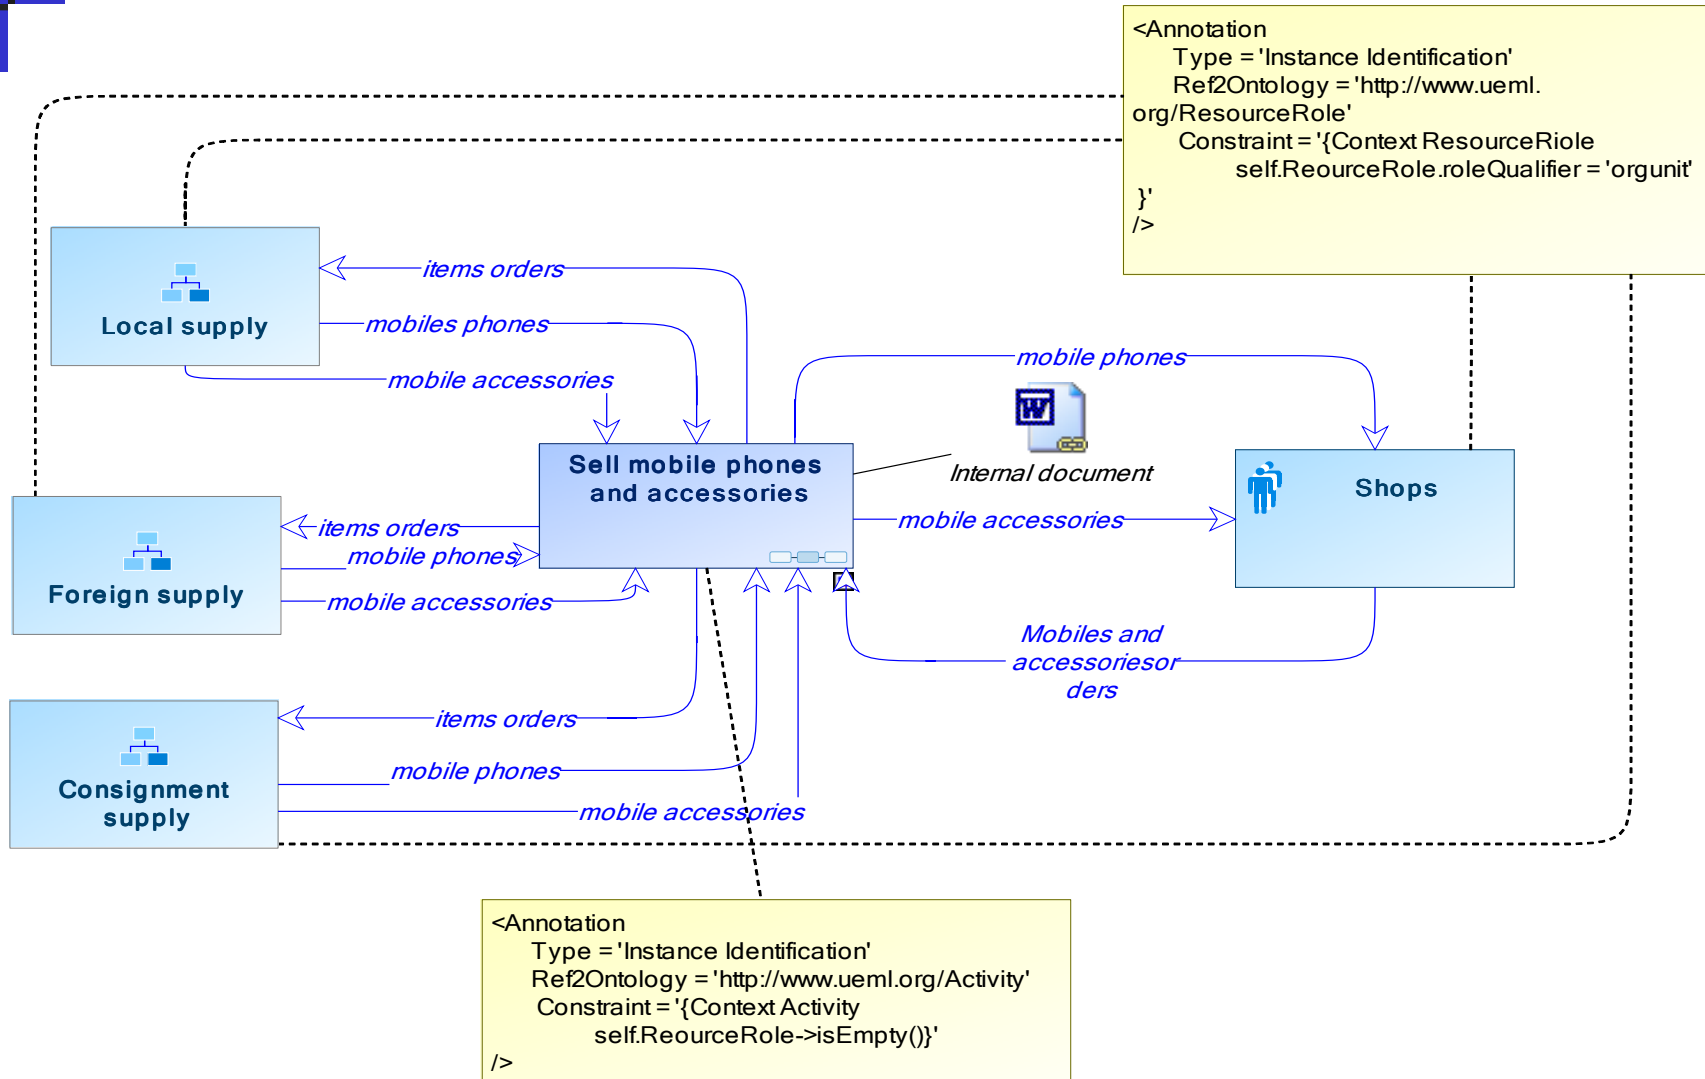 <Annotation
Type = 'Instance Identification'
Ref2Ontology = 'http://www.ueml.
org/ResourceRole'
Constraint = '{Context ResourceRiole
self.ReourceRole.roleQualifier = 'orgunit'
}'
/>
items orders
Local supply
mobiles phones
mobile accessories
mobile phones
W
Internal document
Sell mobile phones
and accessories
Shops
mobile accessories
items orders
mobile phones
Foreign supply
mobile accessories
Mobiles and
accessoriesor
ders
items orders
mobile phones
Consignment
supply
mobile accessories
<Annotation
Type = 'Instance Identification'
Ref2Ontology = 'http://www.ueml.org/Activity'
Constraint = '{Context Activity
self.ReourceRole->isEmpty()}'
/>